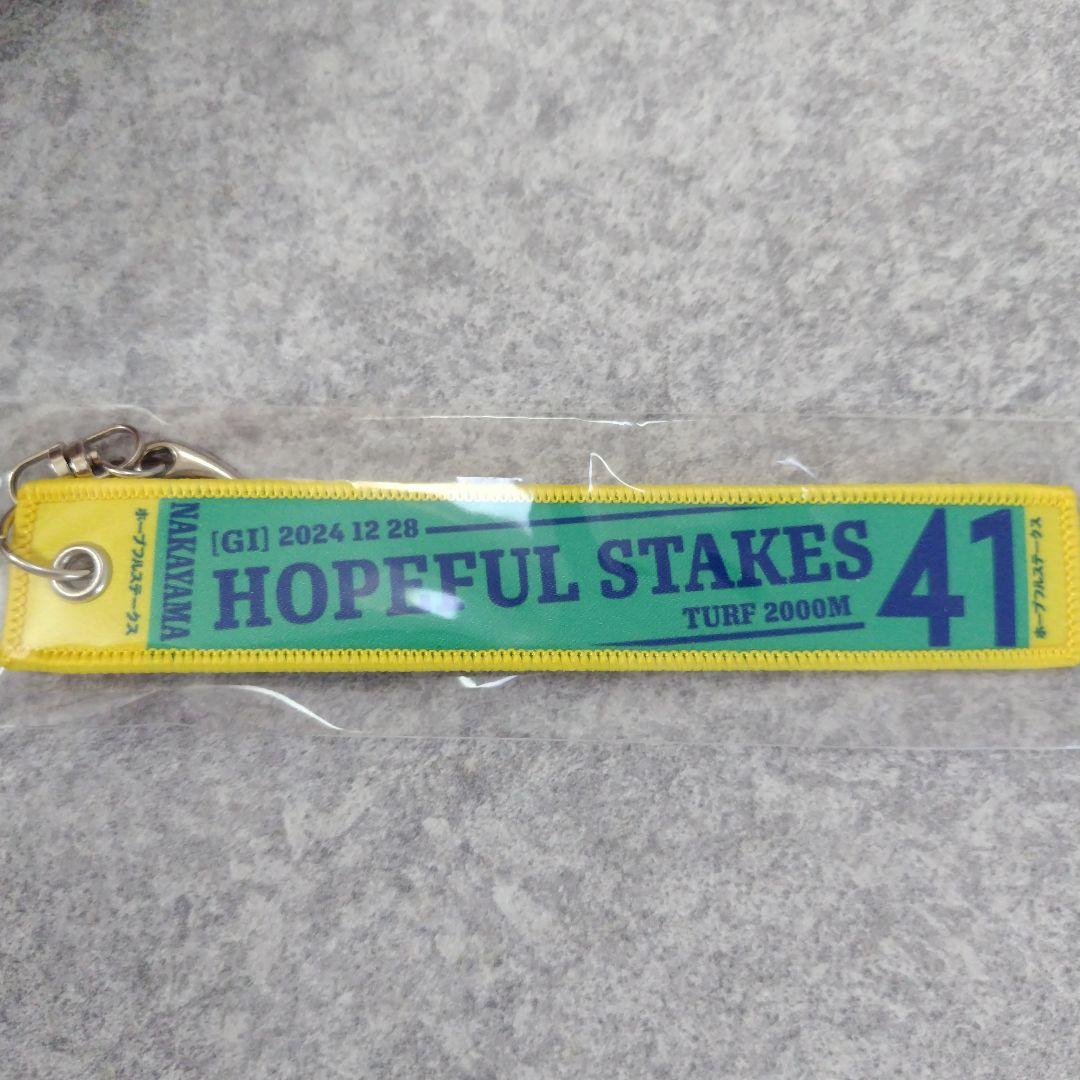 ホープフルステークス
NAKAYAMA
[GI] 2024 12 28
HOPEFUL STAKES
TURF 2000M
41
ホープフルステークス